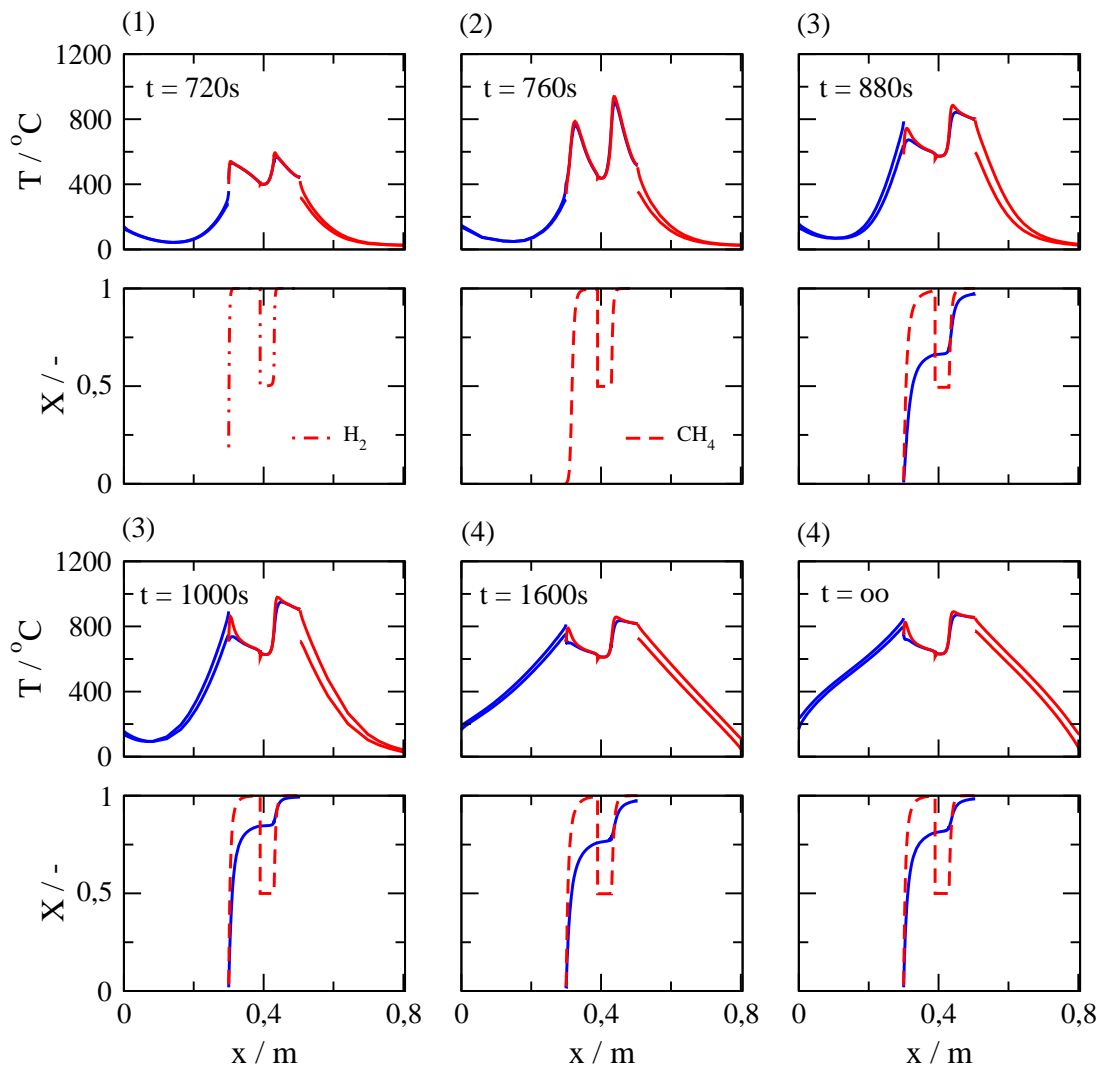 (1) (2) (3)
1200
800
400
0
T / °C
t = 720s t = 760s t = 880s
1
0,5
0
X / -
H2 CH4
(3) (4) (4)
1200
800
400
0
T / °C
t = 1000s t = 1600s t = oo
1
0,5
0
X / -
0 0,4 0,8 0 0,4 0,8 0 0,4 0,8
x / m x / m x / m